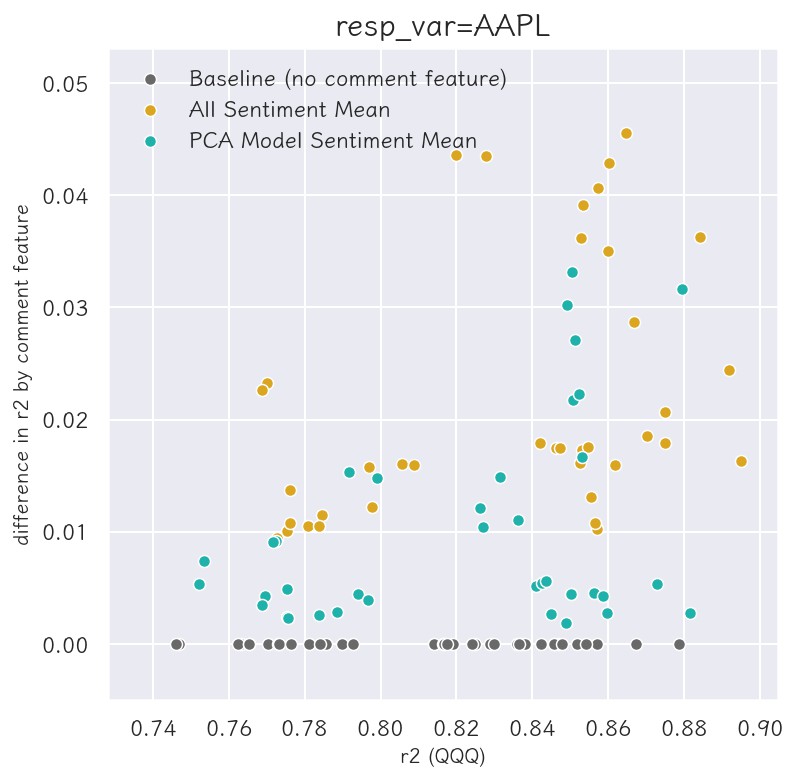 resp_var=AAPL
Baseline (no comment feature)
All Sentiment Mean
PCA Model Sentiment Mean
difference in r2 by comment feature
0.05
0.04
0.03
0.02
0.01
0.00
0.74 0.76 0.78 0.80 0.82 0.84 0.86 0.88 0.90
r2 (QQQ)